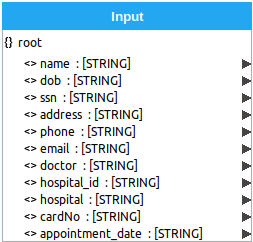 Input
{} root
<> name : [STRING]
<> dob : [STRING]
<> ssn : [STRING]
<> address : [STRING]
<> phone : [STRING]
<> email : [STRING]
<> doctor : [STRING]
<> hospital_id : [STRING]
<> hospital : [STRING]
<> cardNo : [STRING]
<> appointment_date : [STRING]